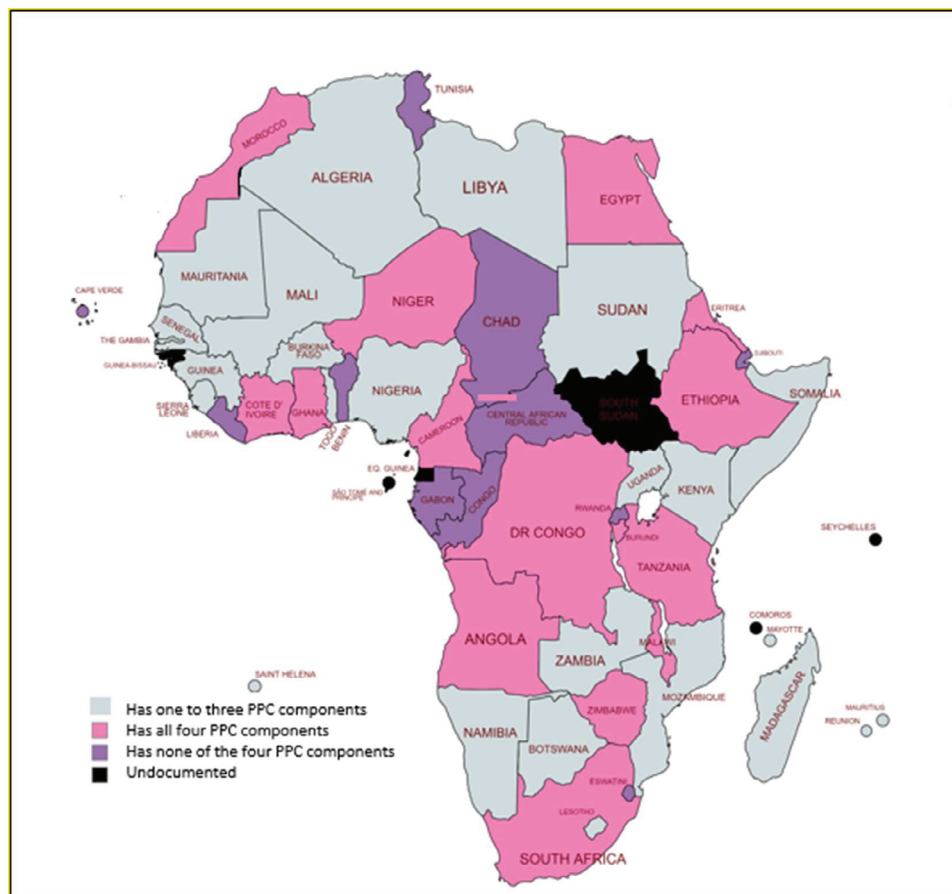 TUNISIA
MOROCCO
ALGERIA
LIBYA
EGYPT
MAURITANIA
MALI
NIGER
CHAD
SUDAN
ERITREA
CAPE VERDE
SENEGAL
THE GAMBIA
GUINEA-BISSAU
GUINEA
BURKINA
FASO
DJIBOUTI
NIGERIA
SIERRA
LEONE
COTE D'
IVOIRE
GHANA
LIBERIA
TOGO
BENIN
CAMEROON
CENTRAL AFRICAN
REPUBLIC
SOUTH
SUDAN
ETHIOPIA
SOMALIA
EQ. GUINEA
SÃO TOMÉ AND
PRINCIPE
GABON
CONGO
UGANDA
KENYA
RWANDA
DR CONGO
BURUNDI
SEYCHELLES
TANZANIA
ANGOLA
COMOROS
MAYOTTE
MALAWI
ZAMBIA
SAINT HELENA
MOZAMBIQUE
MADAGASCAR
ZIMBABWE
MAURITIUS
REUNION
NAMIBIA
BOTSWANA
ESWATINI
LESOTHO
SOUTH AFRICA
Has one to three PPC components
Has all four PPC components
Has none of the four PPC components
Undocumented